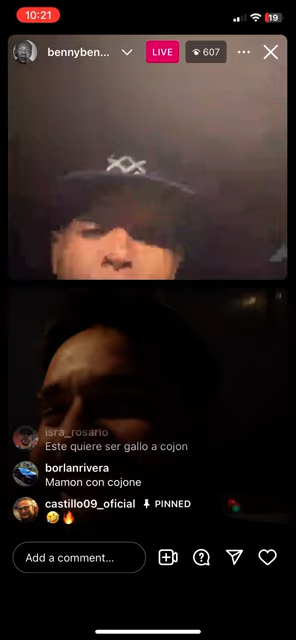 10:21
19
bennyben...
LIVE
607
isra_rosario
Este quiere ser gallo a cojon
borlanrivera
Mamon con cojone
castillo09_oficial PINNED
🤣🔥
Add a comment...